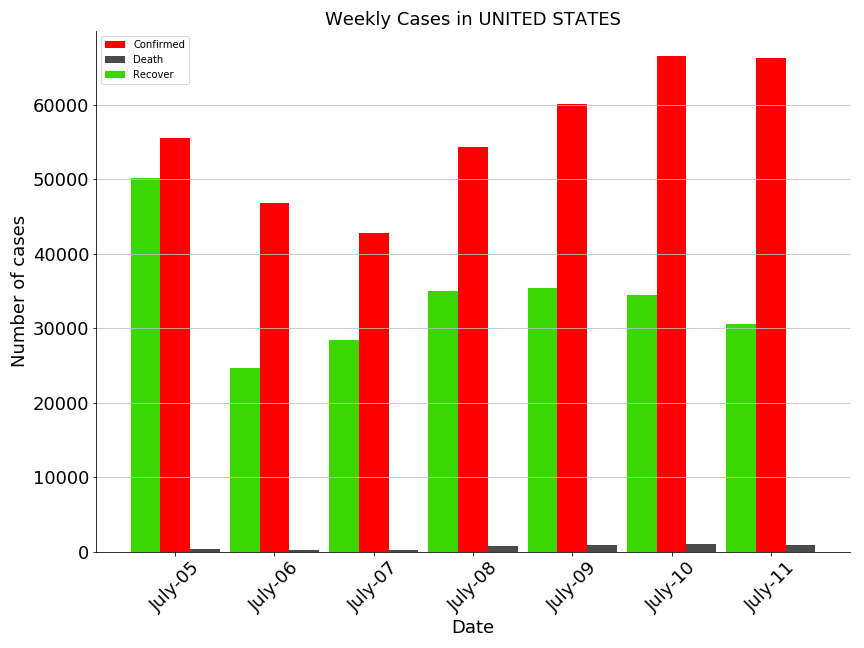 Weekly Cases in UNITED STATES
Confirmed
Death
Recover
Number of cases
60000
50000
40000
30000
20000
10000
0
July-05
July-06
July-07
July-08
July-09
July-10
July-11
Date